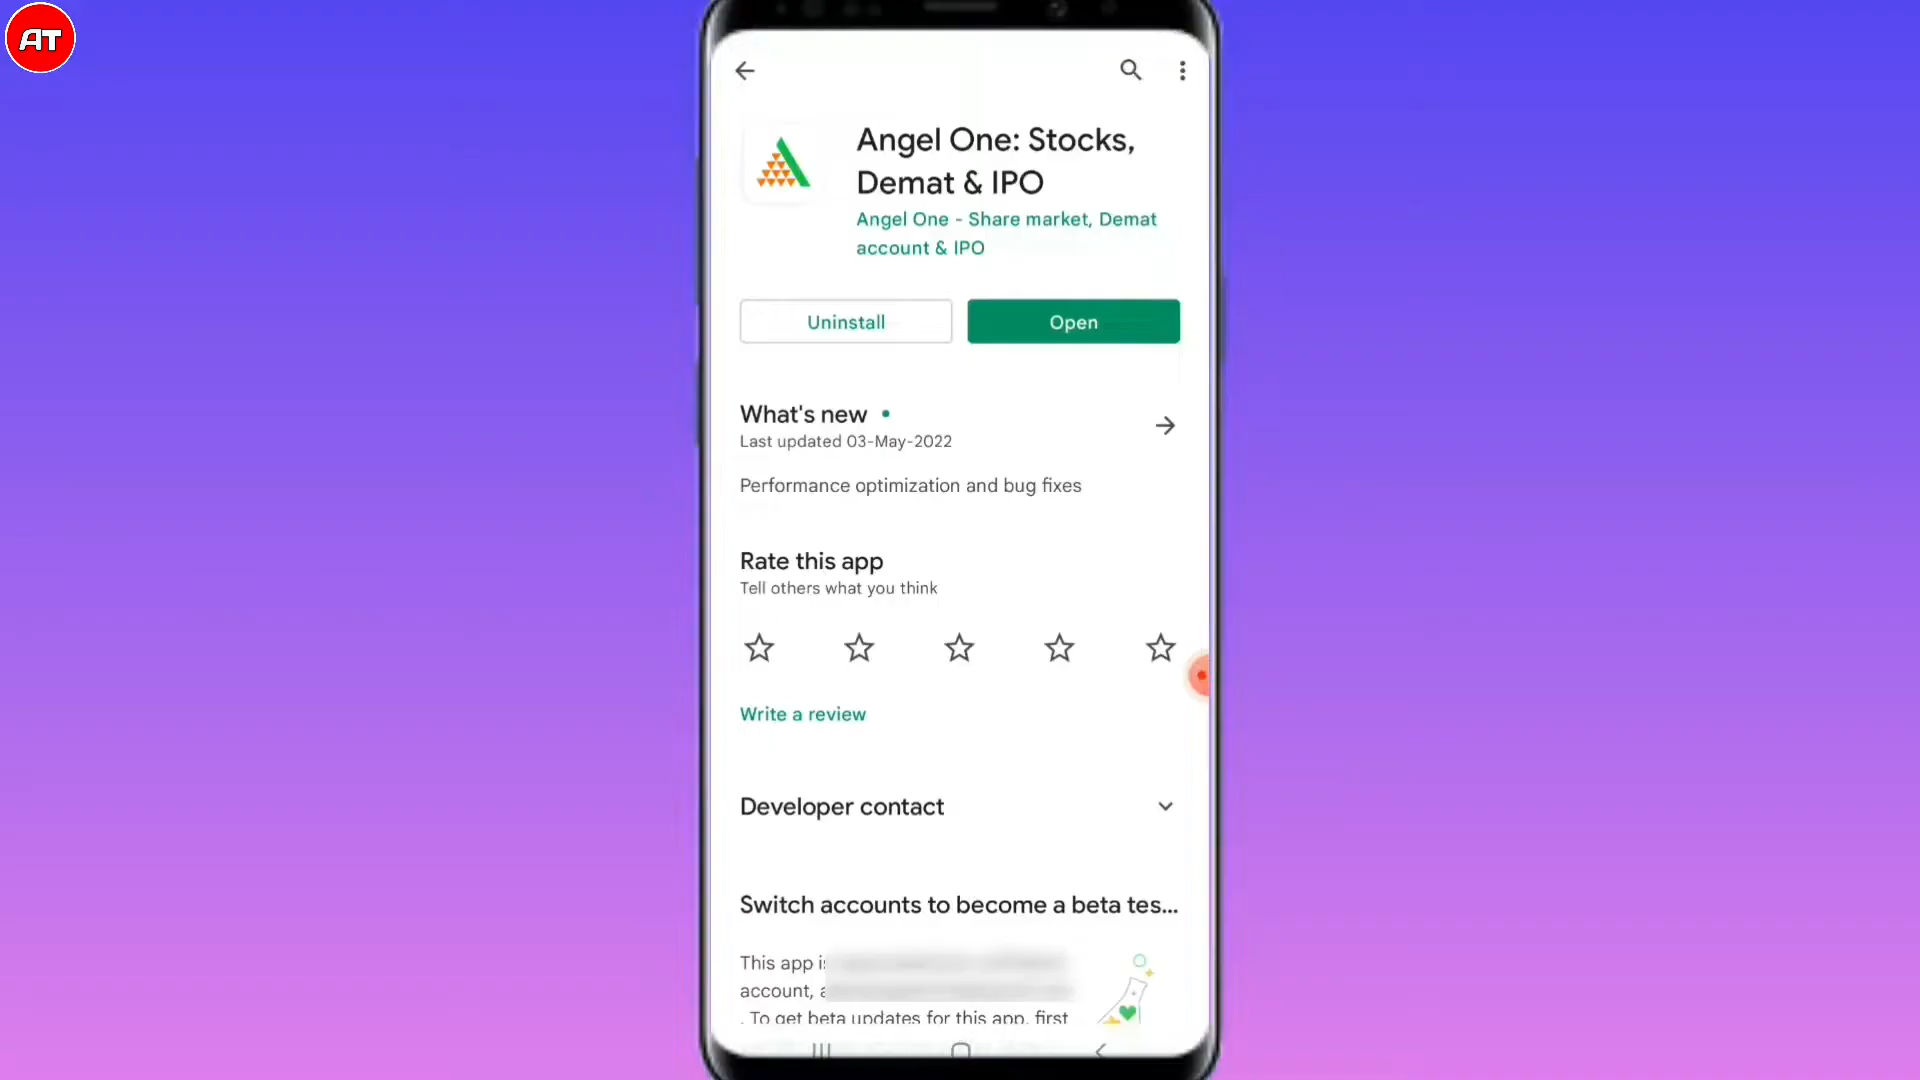 AT
Angel One: Stocks,
Demat & IPO
Angel One - Share market, Demat
account & IPO
Uninstall
Open
What's new
Last updated 03-May-2022
Performance optimization and bug fixes
Rate this app
Tell others what you think
Write a review
Developer contact
Switch accounts to become a beta tes...
This app
account,
. To get beta updates for this app, first